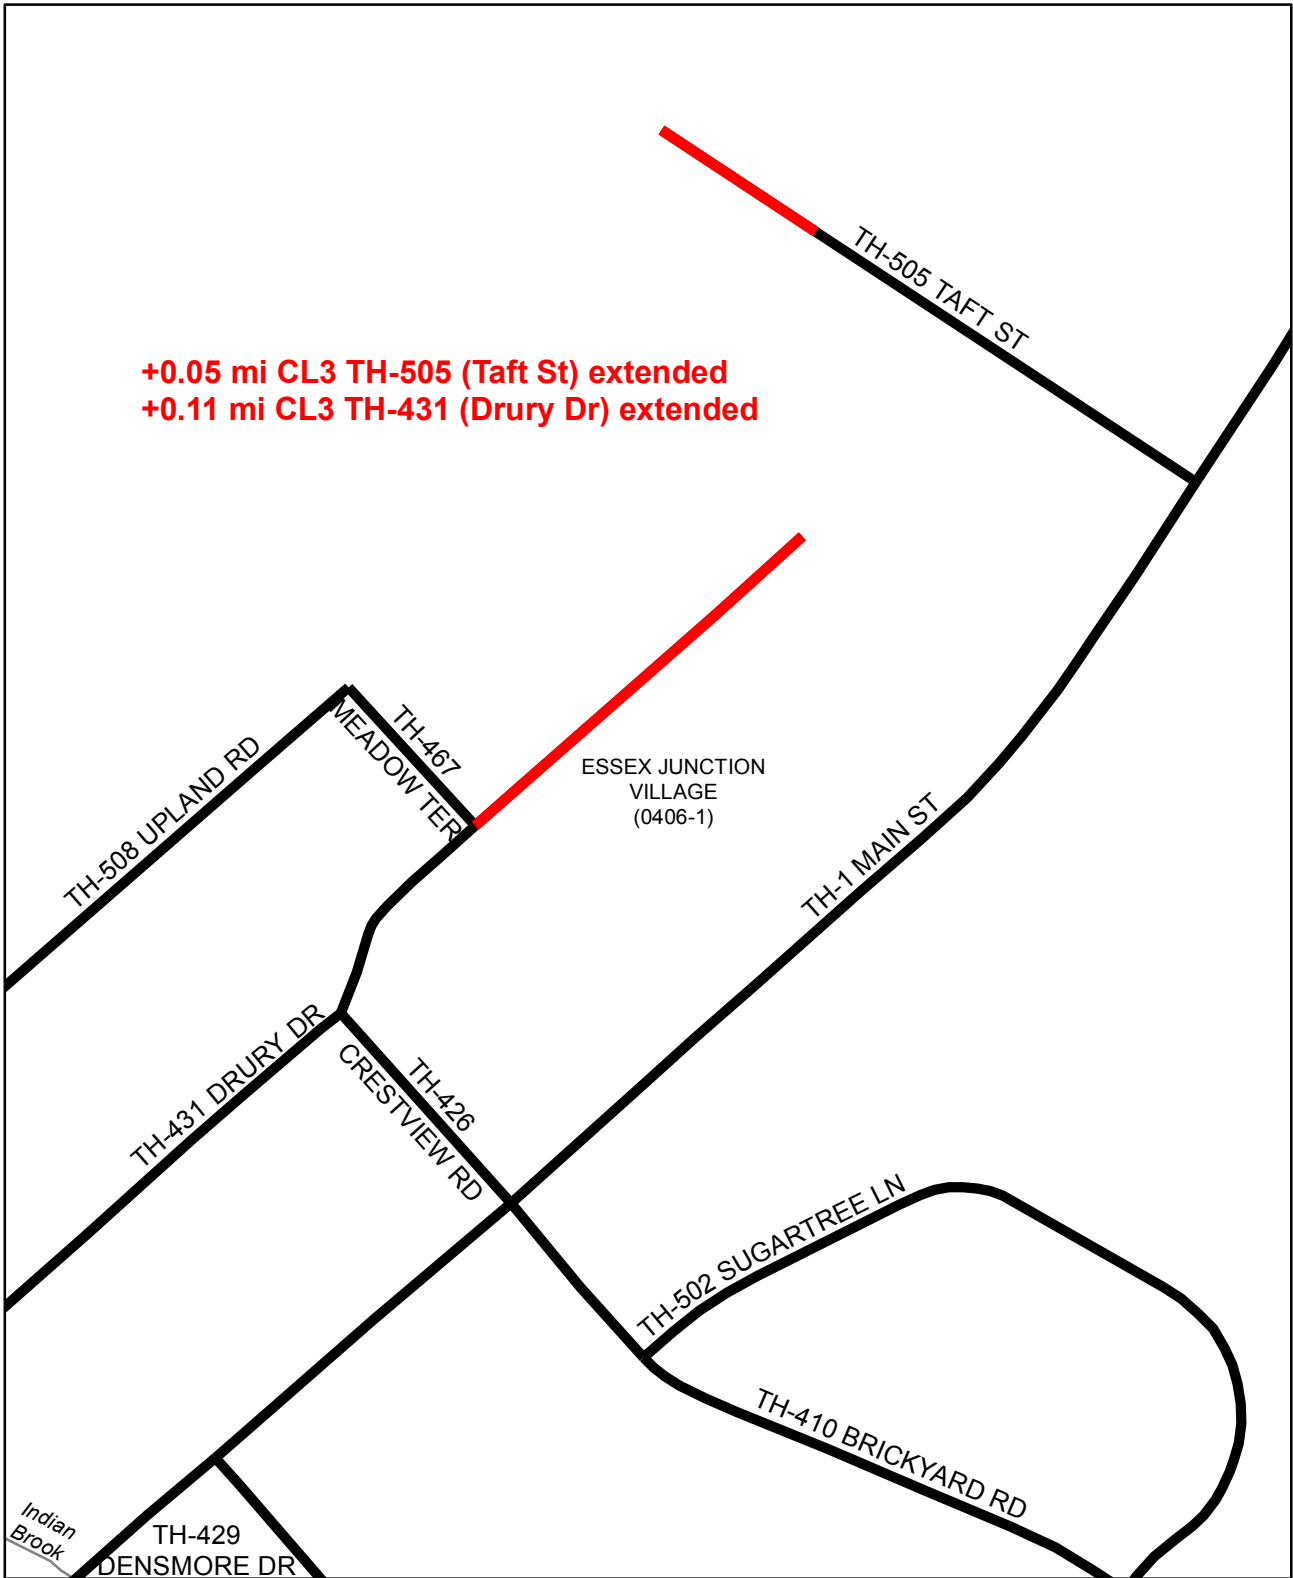 TH-505 TAFT ST
+0.05 mi CL3 TH-505 (Taft St) extended
+0.11 mi CL3 TH-431 (Drury Dr) extended
TH-467
MEADOW TER
TH-508 UPLAND RD
ESSEX JUNCTION
VILLAGE
(0406-1)
TH-1 MAIN ST
TH-431 DRURY DR
TH-426
CRESTVIEW RD
TH-502 SUGARTREE LN
TH-410 BRICKYARD RD
Indian
Brook
TH-429
DENSMORE DR